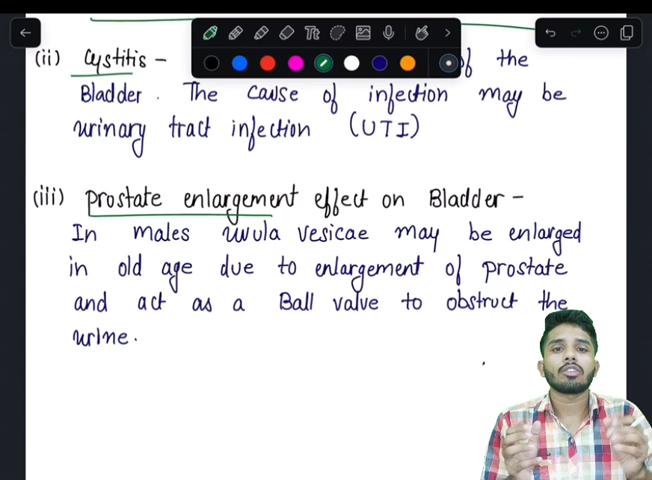 (ii) Cystitis - of the
Bladder. The cause of infection may be
urinary tract infection (UTI)
(iii) prostate enlargement effect on Bladder -
In males uvula vesicae may be enlarged
in old age due to enlargement of prostate
and act as a Ball valve to obstruct the
urine.